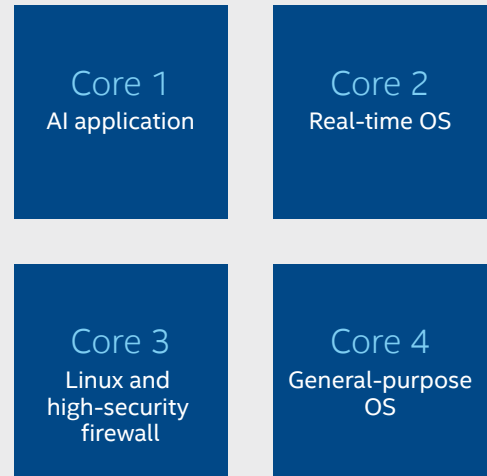 Core 1
AI application
Core 2
Real-time OS
Core 3
Linux and
high-security
firewall
Core 4
General-purpose
OS